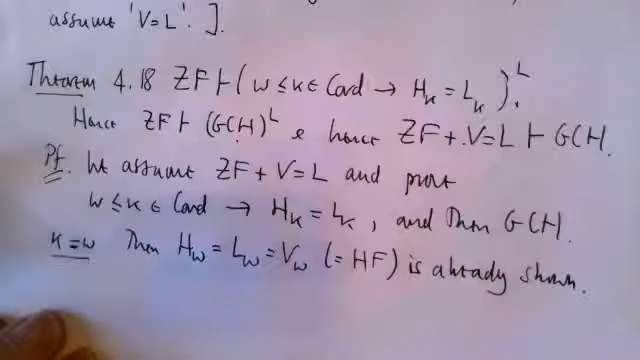 assume 'V=L'.].
Theorem 4.18 ZF ⊢ (ω ≤ κ ∈ Card → H_κ = L_κ)^L.
Hence ZF ⊢ (GCH)^L & hence ZF + V=L ⊢ GCH.
Pf. We assume ZF + V = L and prove
ω ≤ κ ∈ Card → H_κ = L_κ, and then GCH.
κ = ω Then H_ω = L_ω = V_ω (= HF) is already shown.